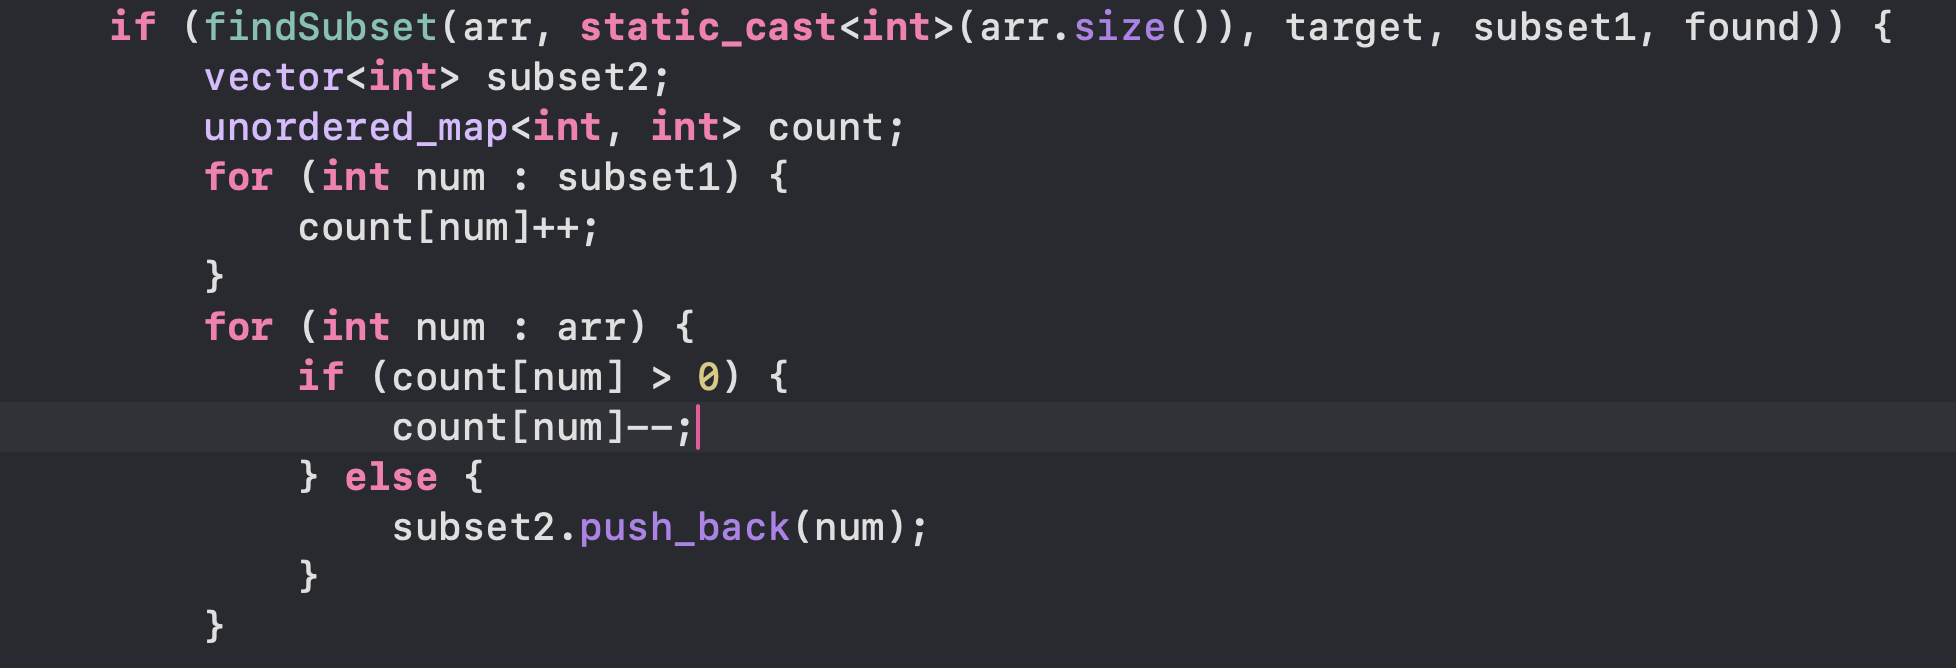 if (findSubset(arr, static_cast<int>(arr.size()), target, subset1, found)) {
vector<int> subset2;
unordered_map<int, int> count;
for (int num : subset1) {
count[num]++;
}
for (int num : arr) {
if (count[num] > 0) {
count[num]--;
} else {
subset2.push_back(num);
}
}